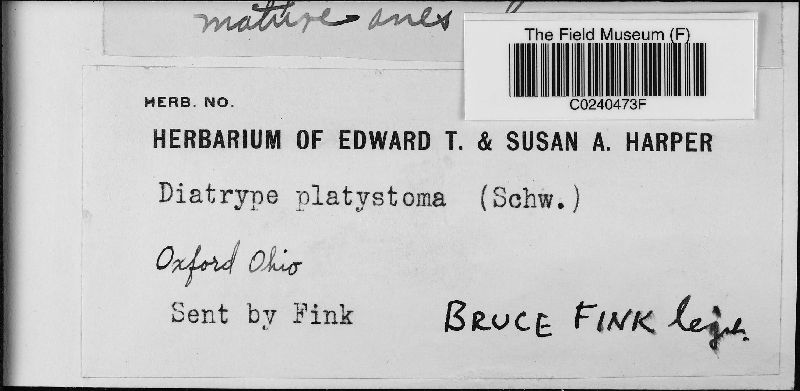 mature ones
The Field Museum (F)
C0240473F
HERB. NO.
HERBARIUM OF EDWARD T. & SUSAN A. HARPER
Diatrype platystoma (Schw.)
Oxford Ohio
Sent by Fink
BRUCE FINK legit.